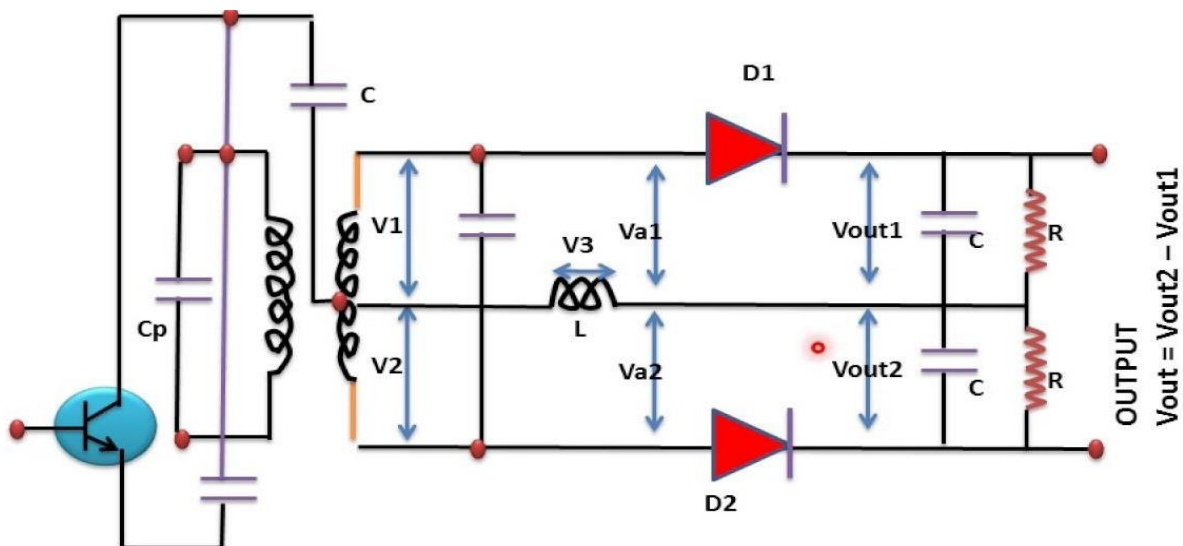 D1
C
V1
V3
Va1
Vout1
C
R
L
Cp
V2
Va2
Vout2
C
R
D2
OUTPUT
Vout = Vout2 – Vout1